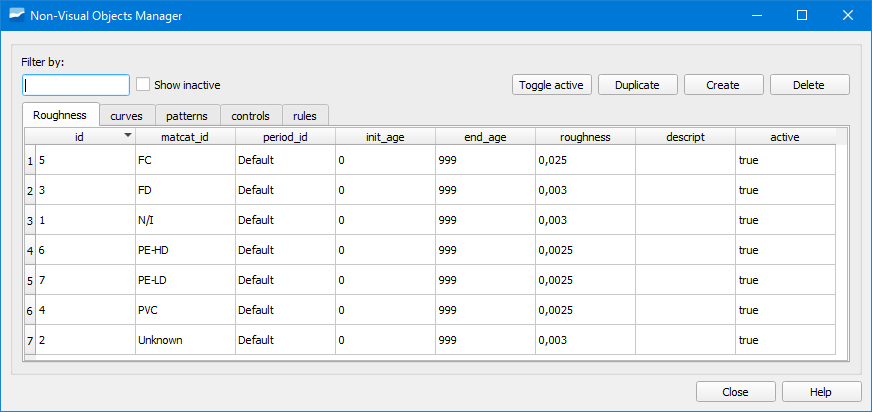 Non-Visual Objects Manager
Filter by:
Show inactive Toggle active Duplicate Create Delete
Roughness curves patterns controls rules
id matcat_id period_id init_age end_age roughness descript active
1 5 FC Default 0 999 0,025 true
2 3 FD Default 0 999 0,003 true
3 1 N/I Default 0 999 0,003 true
4 6 PE-HD Default 0 999 0,0025 true
5 7 PE-LD Default 0 999 0,0025 true
6 4 PVC Default 0 999 0,0025 true
7 2 Unknown Default 0 999 0,003 true
Close Help